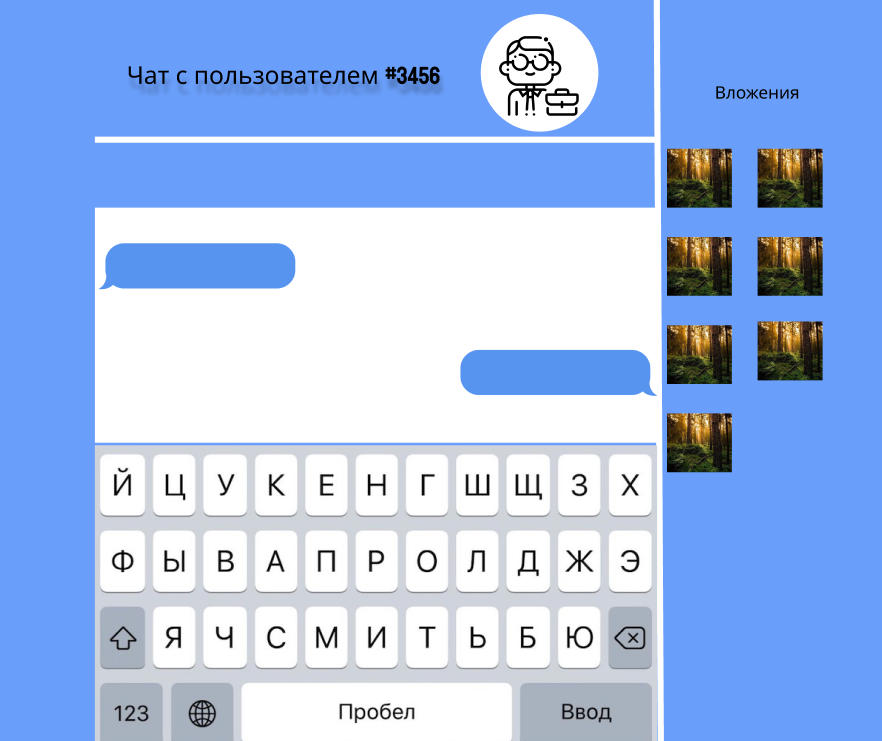 Чат с пользователем #3456
Вложения
Й Ц У К Е Н Г Ш Щ З Х
Ф Ы В А П Р О Л Д Ж Э
Я Ч С М И Т Ь Б Ю
123 Пробел Ввод